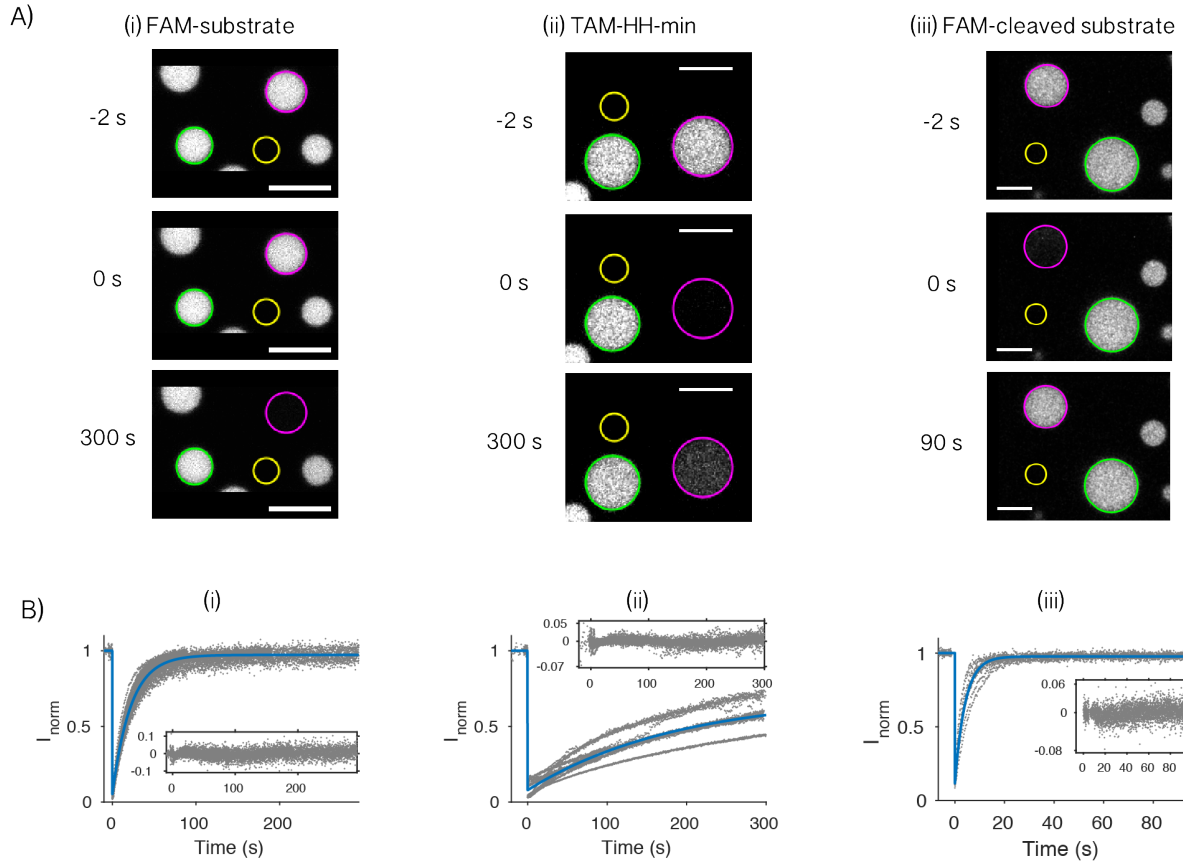 A)
(i) FAM-substrate
(ii) TAM-HH-min
(iii) FAM-cleaved substrate
-2 s
-2 s
-2 s
0 s
0 s
0 s
300 s
300 s
90 s
B)
(i)
(ii)
(iii)
1
0.5
0
I norm
0.1
0
-0.1
0 100 200
0 100 200
Time (s)
1
0.5
0
I norm
0.05
0
-0.07
0 100 200 300
0 100 200 300
Time (s)
1
0.5
0
I norm
0.06
0
-0.08
0 20 40 60 80
0 20 40 60 80
Time (s)